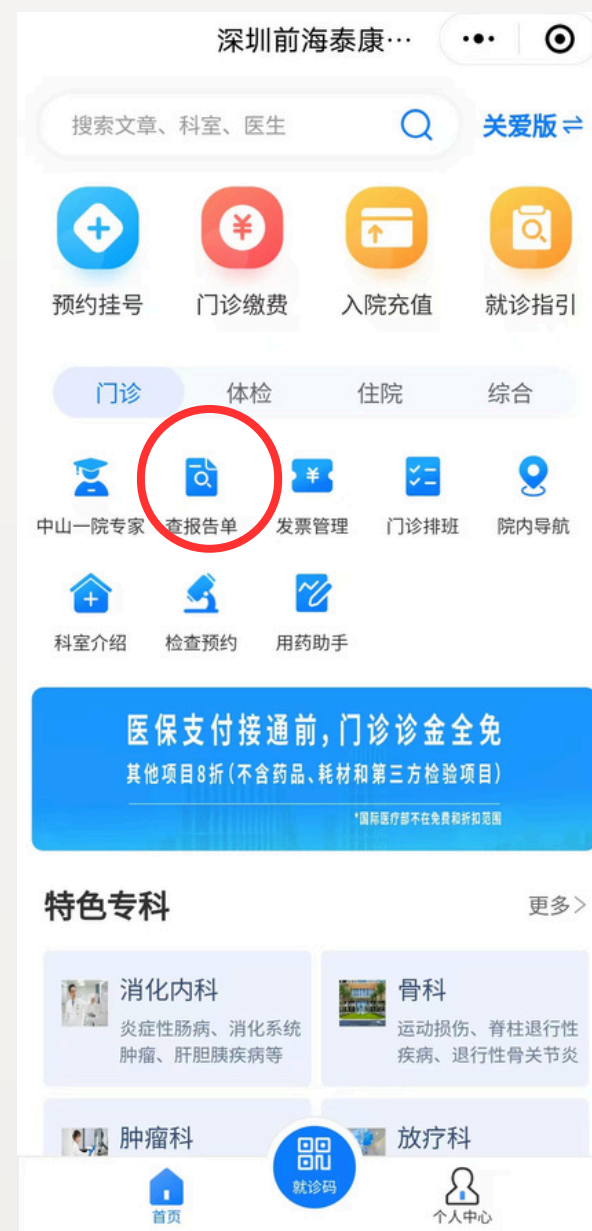 深圳前海泰康…
搜索文章、科室、医生
关爱版
预约挂号
门诊缴费
入院充值
就诊指引
门诊
体检
住院
综合
中山一院专家
查报告单
发票管理
门诊排班
院内导航
科室介绍
检查预约
用药助手
医保支付接通前,门诊诊金全免
其他项目8折(不含药品、耗材和第三方检验项目)
*国际医疗部不在免费和折扣范围
特色专科
更多>
消化内科
炎症性肠病、消化系统
肿瘤、肝胆胰疾病等
骨科
运动损伤、脊柱退行性
疾病、退行性骨关节炎
肿瘤科
放疗科
首页
就诊码
个人中心